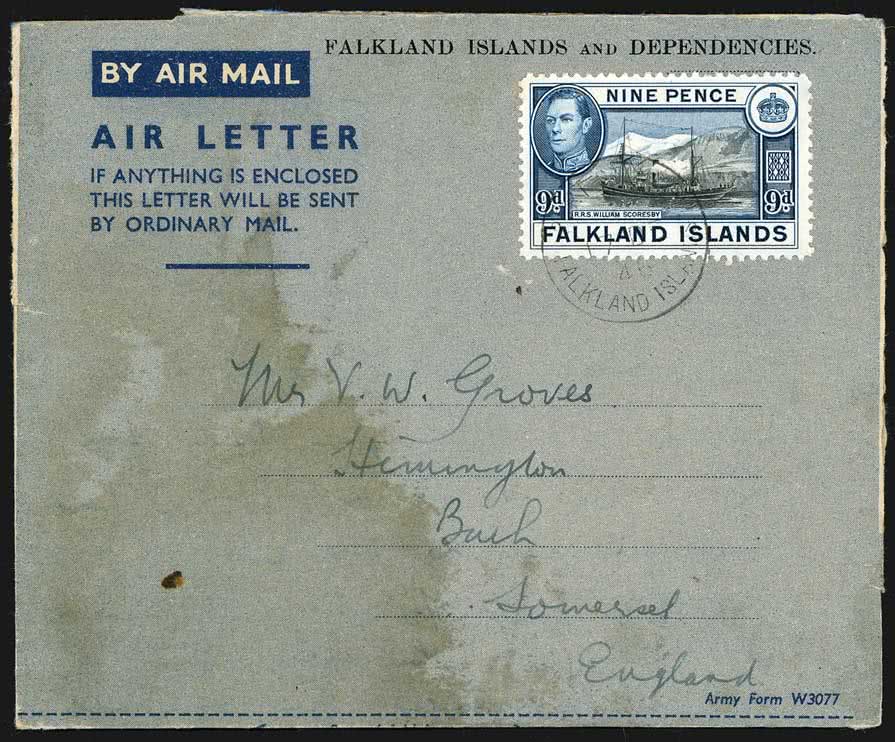 FALKLAND ISLANDS AND DEPENDENCIES.
BY AIR MAIL
AIR LETTER
IF ANYTHING IS ENCLOSED
THIS LETTER WILL BE SENT
BY ORDINARY MAIL.
NINE PENCE
9d 9d
R.R.S. WILLIAM SCORESBY
FALKLAND ISLANDS
FALKLAND ISLAN
Mr V. W. Groves
Hemington
Bath
Somerset
England
Army Form W3077